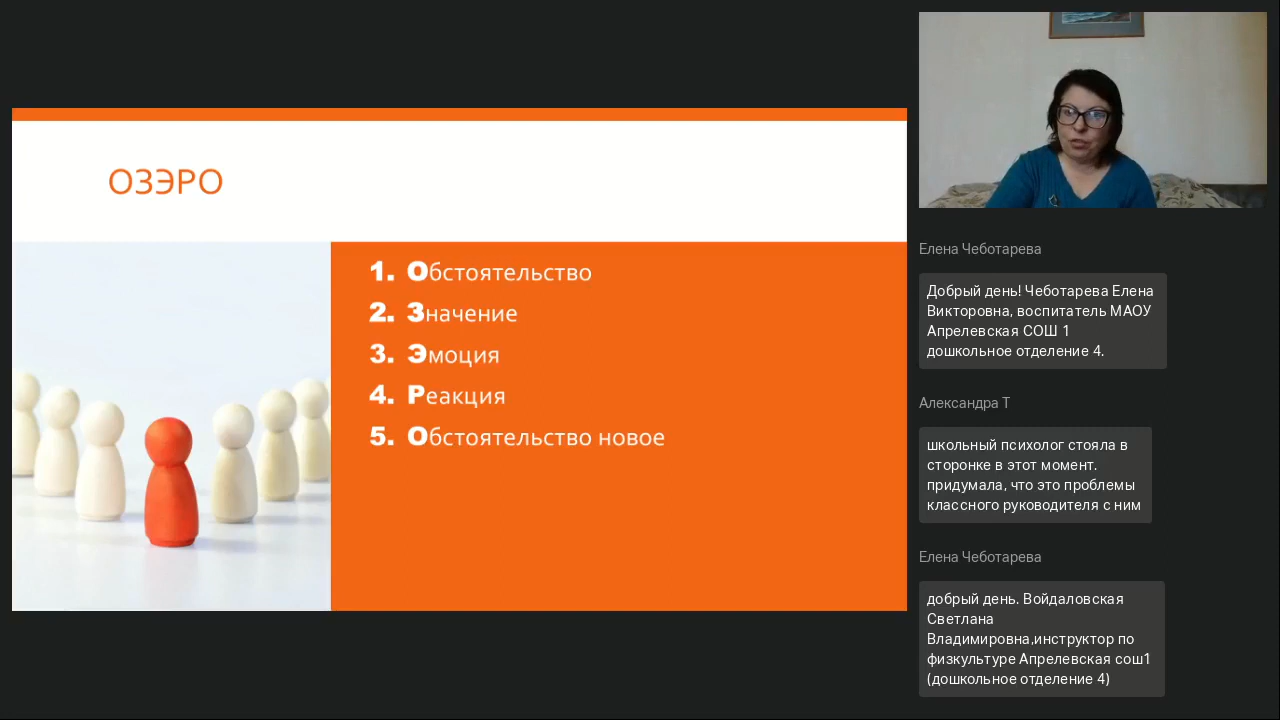 ОЗЭРО
1. Обстоятельство
2. Значение
3. Эмоция
4. Реакция
5. Обстоятельство новое
Елена Чеботарева
Добрый день! Чеботарева Елена
Викторовна, воспитатель МАОУ
Апрелевская СОШ 1
дошкольное отделение 4.
Александра Т
школьный психолог стояла в
сторонке в этот момент.
придумала, что это проблемы
классного руководителя с ним
Елена Чеботарева
добрый день. Войдаловская
Светлана
Владимировна,инструктор по
физкультуре Апрелевская сош1
(дошкольное отделение 4)